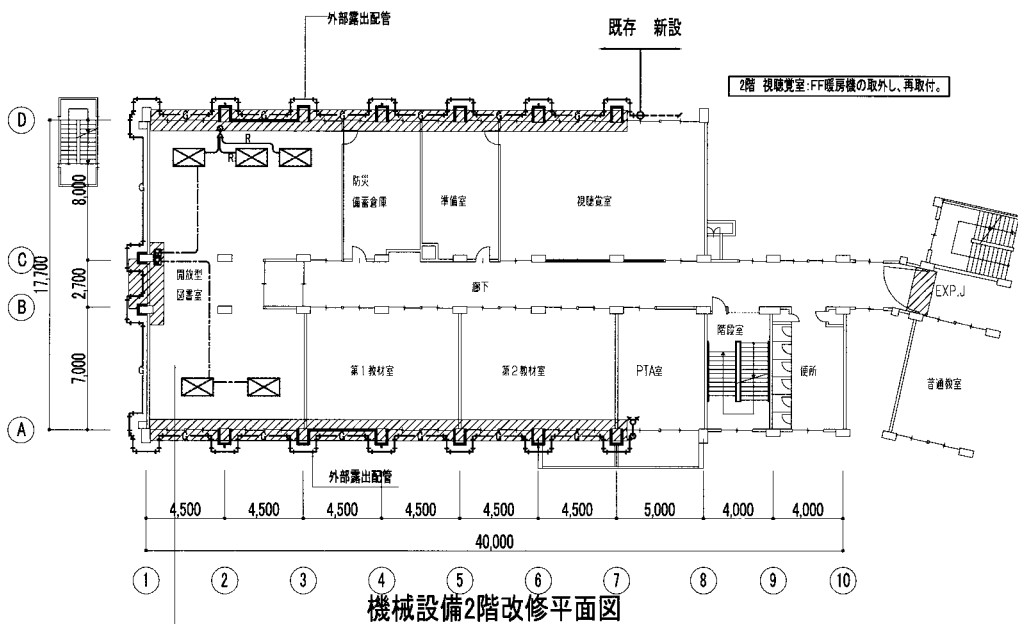 外部露出配管
既存 新設
2階 視聴覚室:FF暖房機の取外し、再取付。
D
C
B
A
8,000
2,700
7,000
17,700
R
R
防災
備蓄倉庫
準備室
視聴覚室
開放型
図書室
廊下
EXP.J
階段室
第1教材室
第2教材室
PTA室
便所
普通教室
外部露出配管
4,500 4,500 4,500 4,500 4,500 4,500 5,000 4,000 4,000
40,000
1 2 3 4 5 6 7 8 9 10
機械設備2階改修平面図